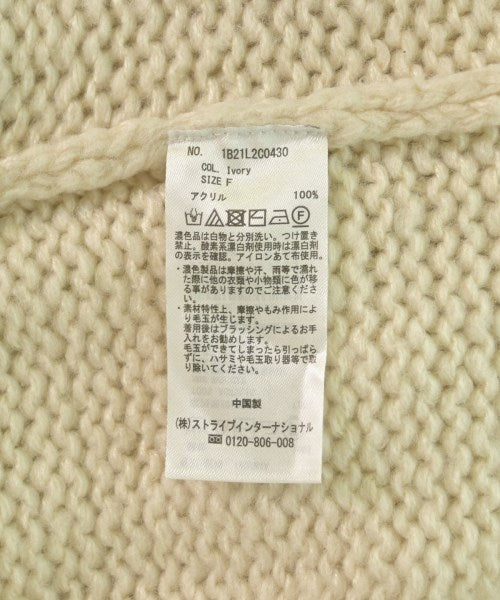 NO. 1B21L2C0430
COL. Ivory
SIZE F
アクリル 100%
濃色品は白物と分別洗い。つけ置き
禁止。酸素系漂白剤使用時は漂白剤
の表示を確認。アイロンあて布使用。
・濃色製品は摩擦や汗、雨等で濡れ
た際に他の衣類や小物類に色が移
る事がありますのでご注意くださ
い。
・素材特性上、摩擦やもみ作用によ
り毛玉が生じます。
着用後はブラッシングによるお手
入れをお勧めします。
毛玉ができてしまったら引っぱら
ずに、ハサミや毛玉取り器等で取
り除いてください。
中国製
(株)ストライプインターナショナル
0120-806-008